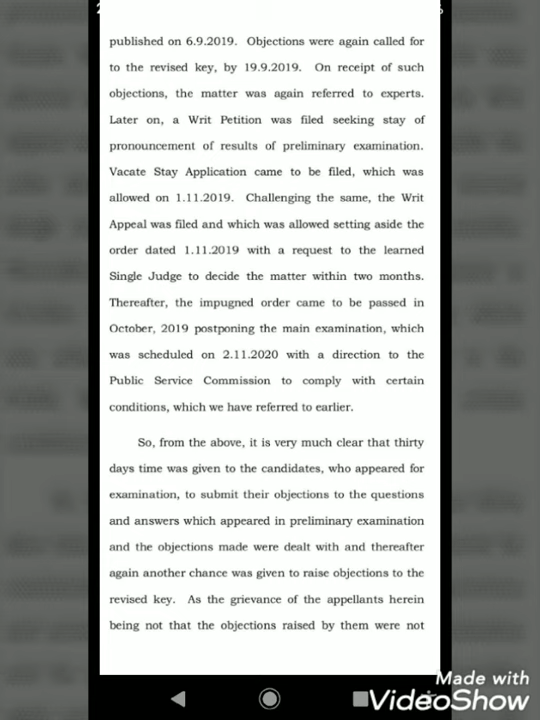 published on 6.9.2019. Objections were again called for
to the revised key, by 19.9.2019. On receipt of such
objections, the matter was again referred to experts.
Later on, a Writ Petition was filed seeking stay of
pronouncement of results of preliminary examination.
Vacate Stay Application came to be filed, which was
allowed on 1.11.2019. Challenging the same, the Writ
Appeal was filed and which was allowed setting aside the
order dated 1.11.2019 with a request to the learned
Single Judge to decide the matter within two months.
Thereafter, the impugned order came to be passed in
October, 2019 postponing the main examination, which
was scheduled on 2.11.2020 with a direction to the
Public Service Commission to comply with certain
conditions, which we have referred to earlier.
So, from the above, it is very much clear that thirty
days time was given to the candidates, who appeared for
examination, to submit their objections to the questions
and answers which appeared in preliminary examination
and the objections made were dealt with and thereafter
again another chance was given to raise objections to the
revised key. As the grievance of the appellants herein
being not that the objections raised by them were not
Made with
VideoShow